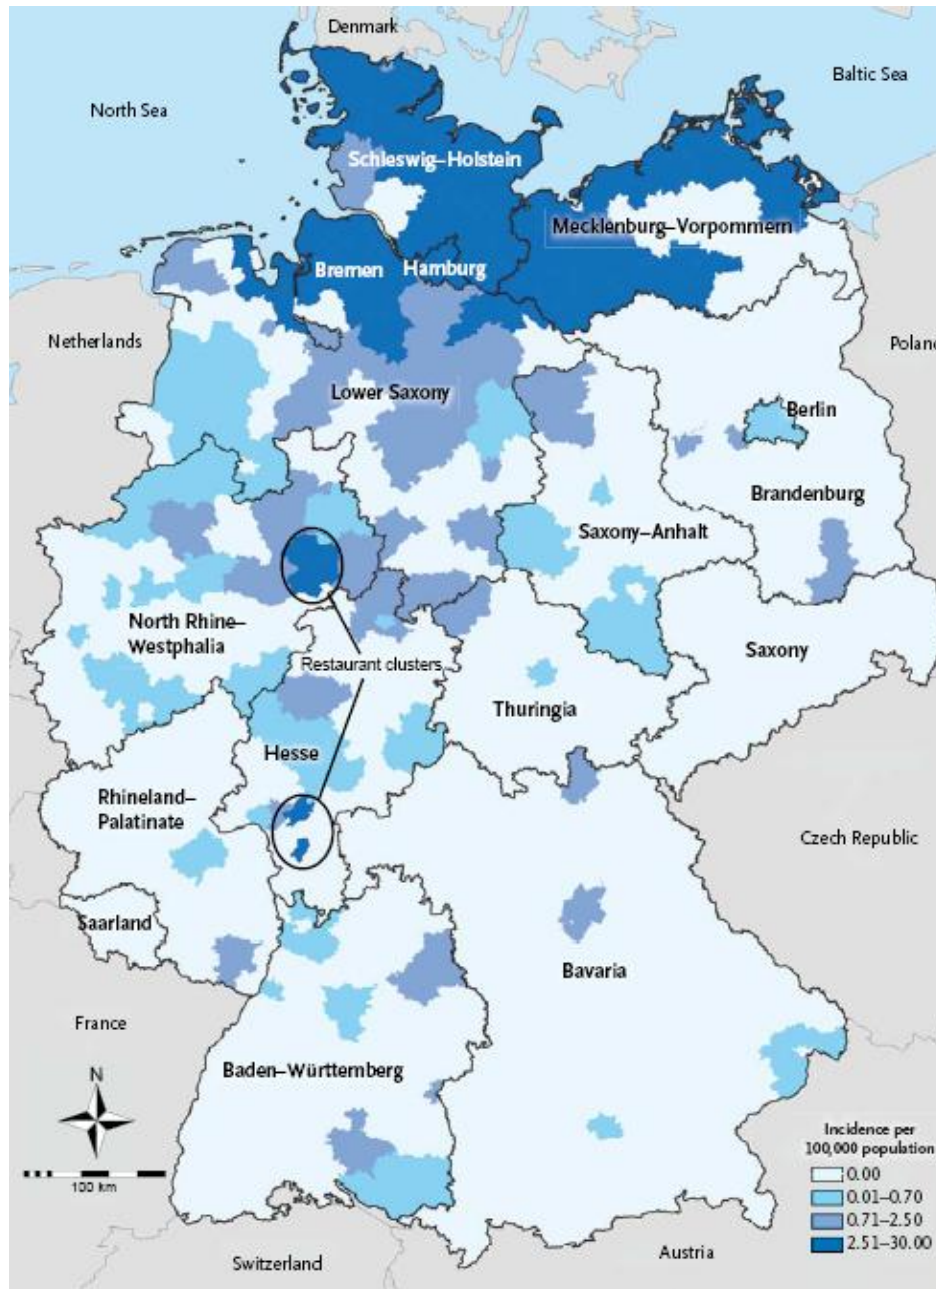 Denmark
Baltic Sea
North Sea
Schleswig–Holstein
Mecklenburg–Vorpommern
Bremen
Hamburg
Netherlands
Lower Saxony
Berlin
Brandenburg
Saxony–Anhalt
North Rhine–
Westphalia
Restaurant clusters
Saxony
Thuringia
Hesse
Rhineland–
Palatinate
Czech Republic
Saarland
Bavaria
France
N
Baden–Württemberg
100 km
Incidence per
100,000 population
0.00
0.01–0.70
0.71–2.50
2.51–30.00
Switzerland
Austria